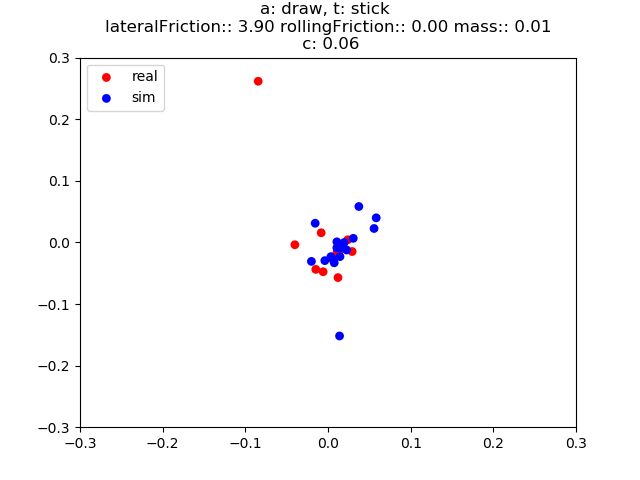 a: draw, t: stick
lateralFriction:: 3.90 rollingFriction:: 0.00 mass:: 0.01
c: 0.06
real
sim
0.3
0.2
0.1
0.0
−0.1
−0.2
−0.3
−0.3 −0.2 −0.1 0.0 0.1 0.2 0.3